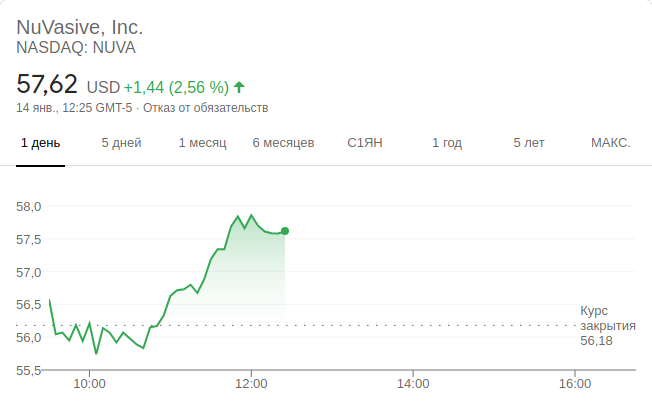 NuVasive, Inc.
NASDAQ: NUVA
57,62 USD +1,44 (2,56 %)
14 янв., 12:25 GMT-5 · Отказ от обязательств
1 день 5 дней 1 месяц 6 месяцев С1ЯН 1 год 5 лет МАКС.
58,0
57,5
57,0
56,5
56,0
55,5
Курс
закрытия
56,18
10:00 12:00 14:00 16:00